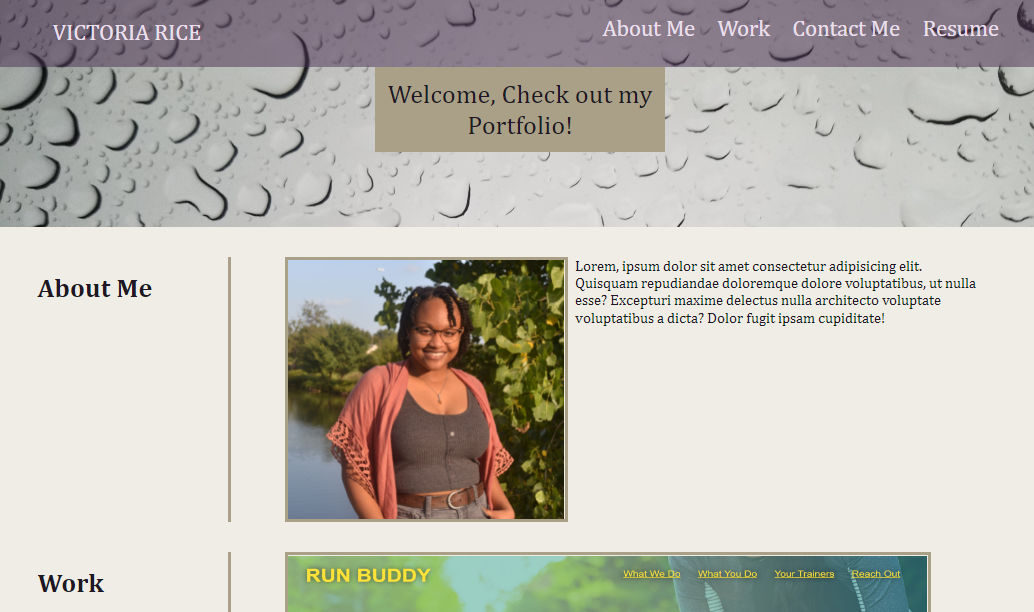 VICTORIA RICE
About Me Work Contact Me Resume
Welcome, Check out my
Portfolio!
About Me
Lorem, ipsum dolor sit amet consectetur adipisicing elit.
Quisquam repudiandae doloremque dolore voluptatibus, ut nulla
esse? Excepturi maxime delectus nulla architecto voluptate
voluptatibus a dicta? Dolor fugit ipsam cupiditate!
Work
RUN BUDDY
What We Do What You Do Your Trainers Reach Out